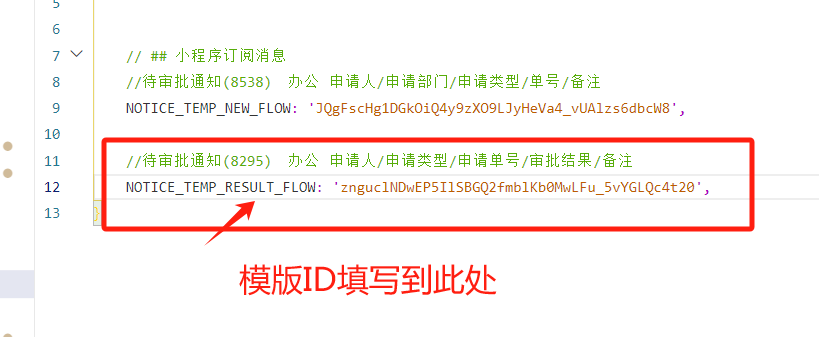 5
6
7 // ## 小程序订阅消息
8 //待审批通知(8538) 办公 申请人/申请部门/申请类型/单号/备注
9 NOTICE_TEMP_NEW_FLOW: 'JQgFscHg1DGkOiQ4y9zXO9LJyHeVa4_vUAlzs6dbcW8',
10
11 //待审批通知(8295) 办公 申请人/申请类型/申请单号/审批结果/备注
12 NOTICE_TEMP_RESULT_FLOW: 'znguclNDwEP5IlSBGQ2fmblKb0MwLFu_5vYGLQc4t20',
13 }
模版ID填写到此处